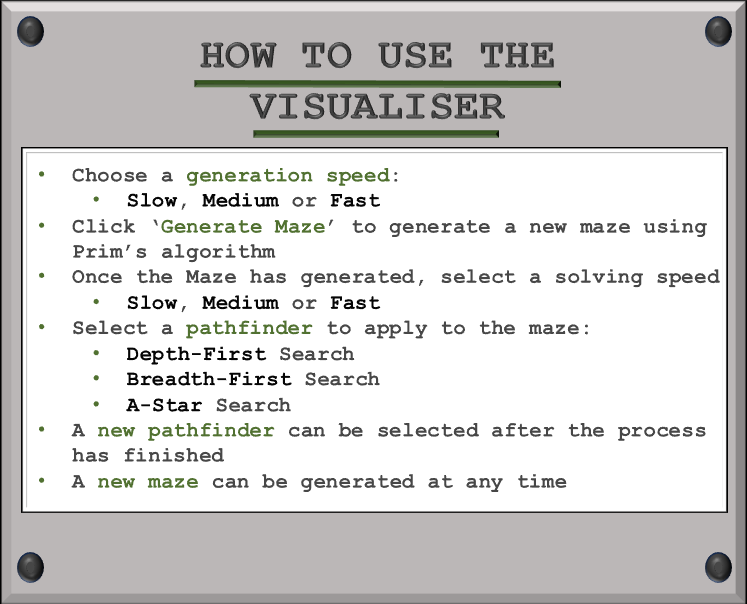 HOW TO USE THE
VISUALISER
• Choose a generation speed:
• Slow, Medium or Fast
• Click ‘Generate Maze’ to generate a new maze using
Prim’s algorithm
• Once the Maze has generated, select a solving speed
• Slow, Medium or Fast
• Select a pathfinder to apply to the maze:
• Depth-First Search
• Breadth-First Search
• A-Star Search
• A new pathfinder can be selected after the process
has finished
• A new maze can be generated at any time